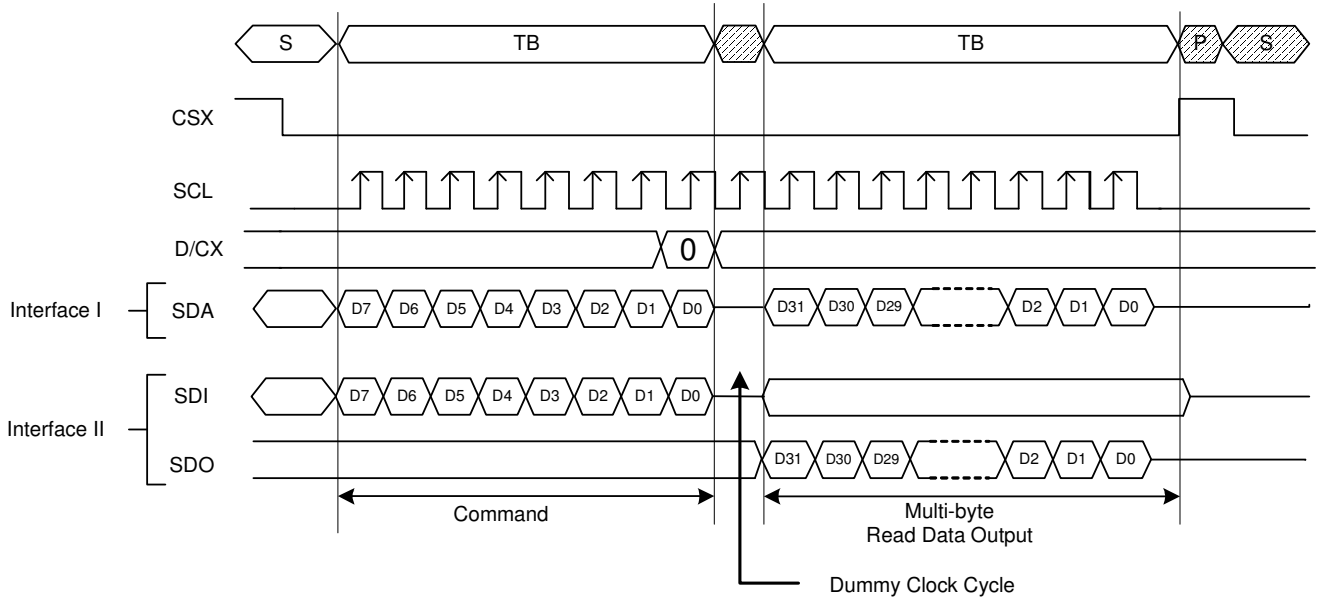 S TB TB P S
CSX
SCL
D/CX 0
Interface I SDA D7 D6 D5 D4 D3 D2 D1 D0 D31 D30 D29 D2 D1 D0
Interface II
SDI D7 D6 D5 D4 D3 D2 D1 D0
SDO D31 D30 D29 D2 D1 D0
Command
Multi-byte
Read Data Output
Dummy Clock Cycle